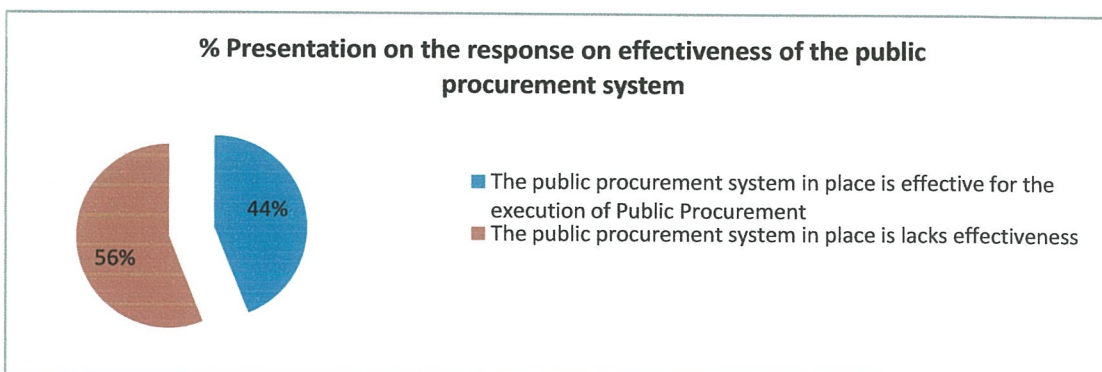 % Presentation on the response on effectiveness of the public
procurement system
44%
56%
The public procurement system in place is effective for the
execution of Public Procurement
The public procurement system in place is lacks effectiveness